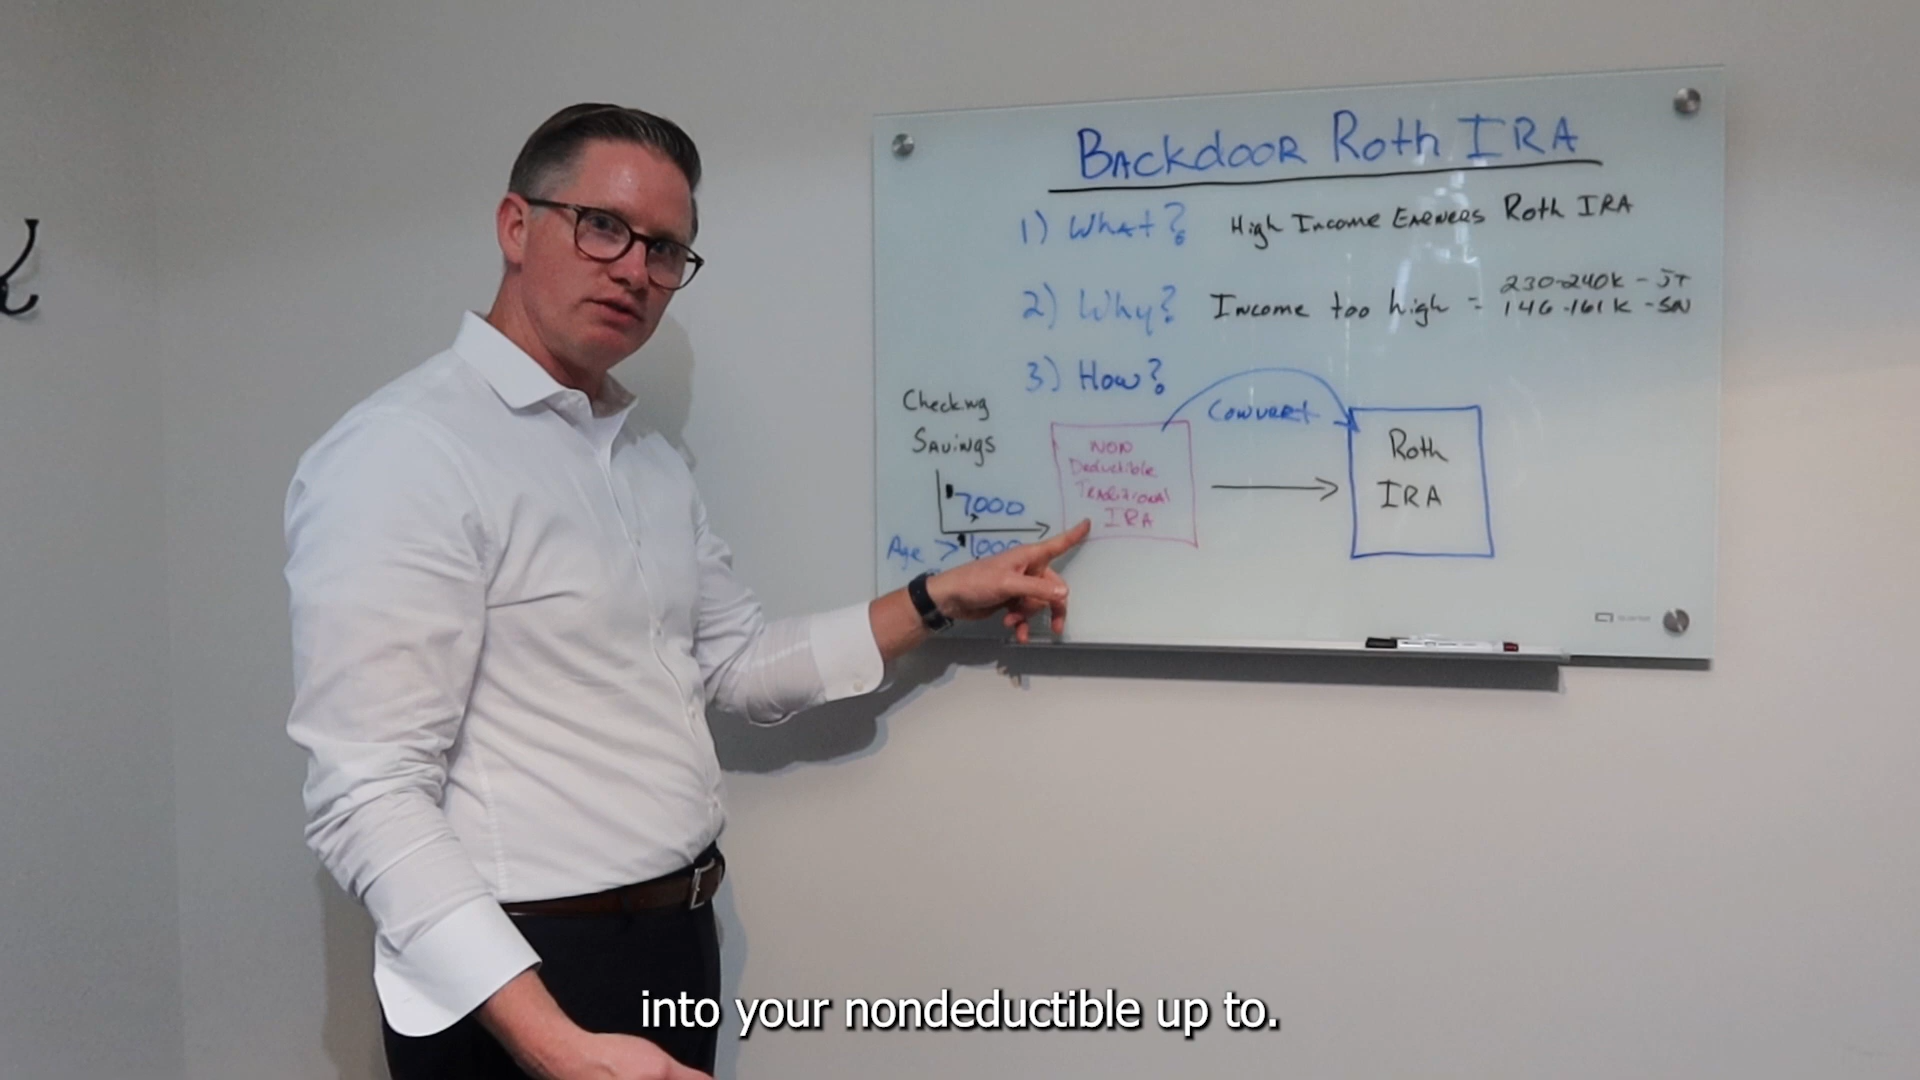 Backdoor Roth IRA
1) What? High Income Earners Roth IRA
2) Why? Income too high = 230-240k - JT
146-161k - SN
3) How?
Checking
Savings
7,000
Age > 1,000
Non
Deductible
Traditional
IRA
Convert
Roth
IRA
into your nondeductible up to.